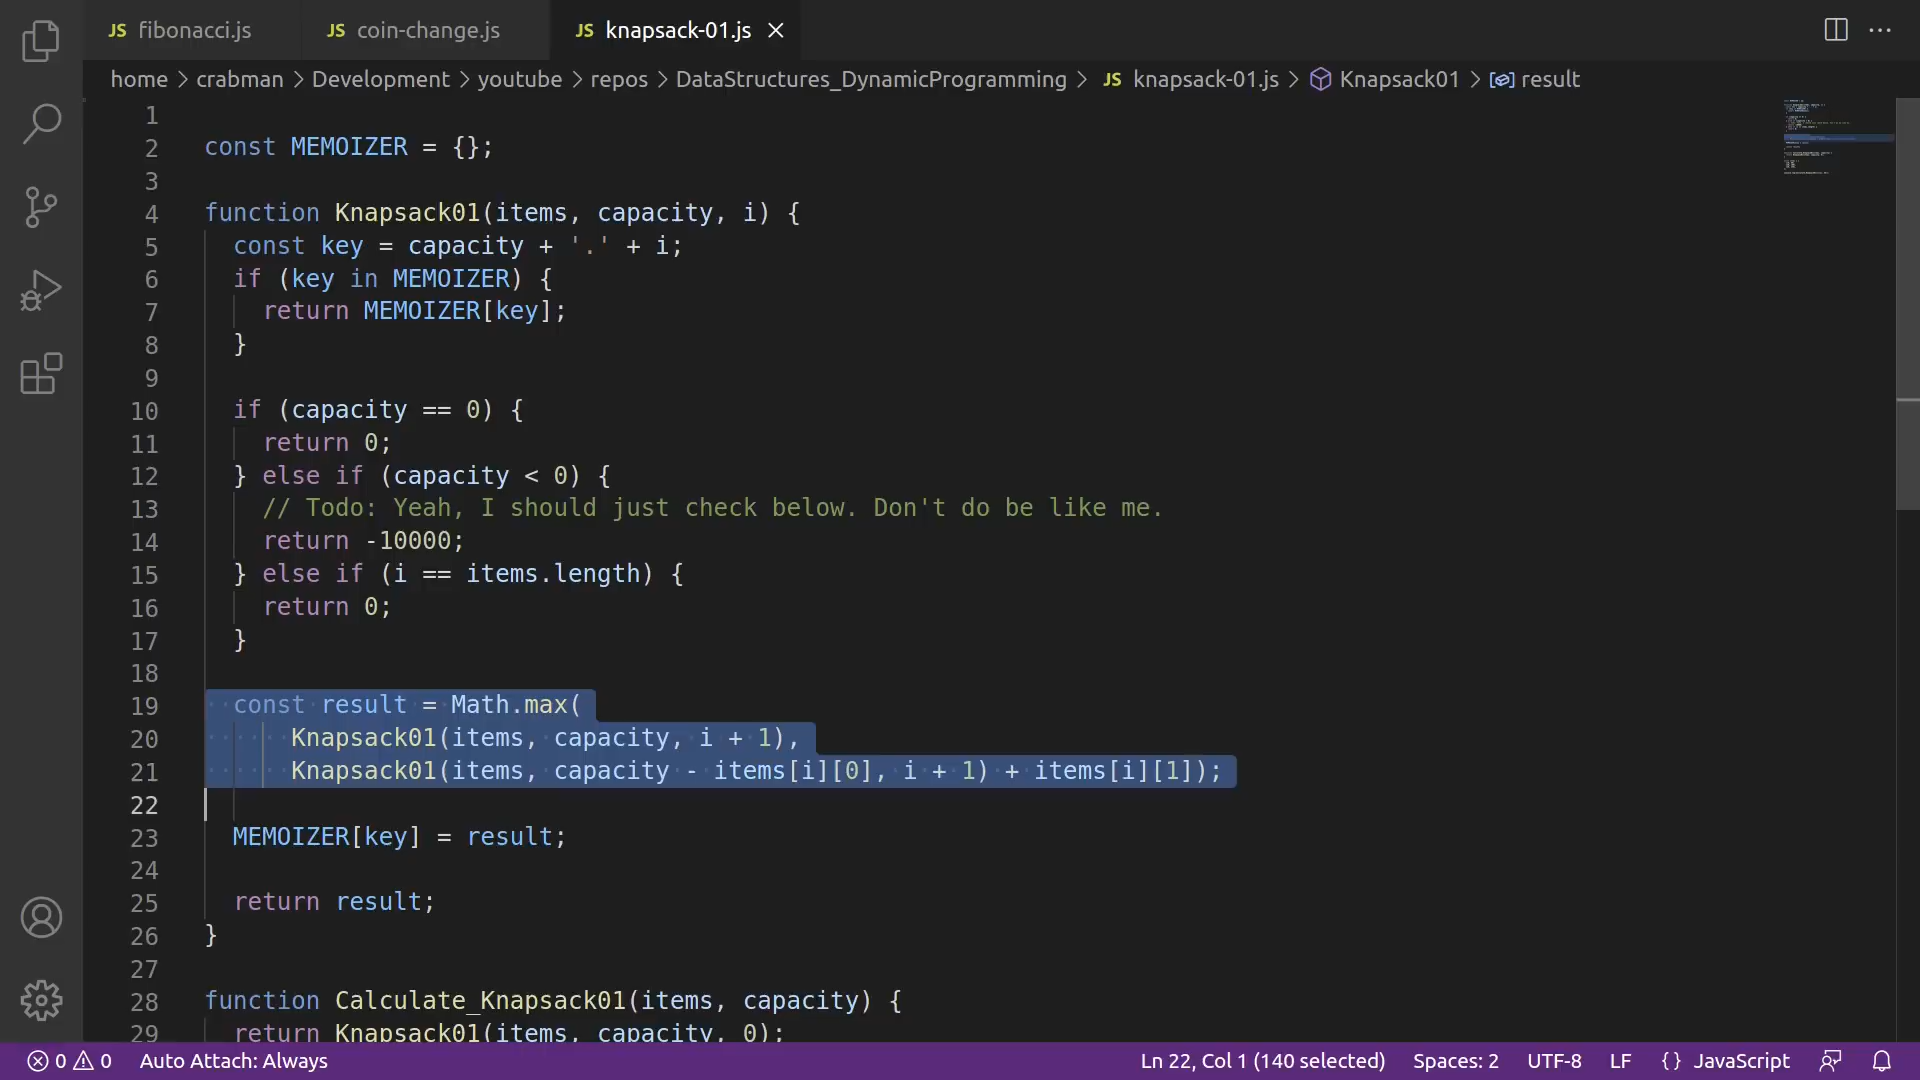 JS fibonacci.js JS coin-change.js JS knapsack-01.js
home > crabman > Development > youtube > repos > DataStructures_DynamicProgramming > JS knapsack-01.js > Knapsack01 > result
1
2 const MEMOIZER = {};
3
4 function Knapsack01(items, capacity, i) {
5 const key = capacity + '.' + i;
6 if (key in MEMOIZER) {
7 return MEMOIZER[key];
8 }
9
10 if (capacity == 0) {
11 return 0;
12 } else if (capacity < 0) {
13 // Todo: Yeah, I should just check below. Don't do be like me.
14 return -10000;
15 } else if (i == items.length) {
16 return 0;
17 }
18
19 const result = Math.max(
20 Knapsack01(items, capacity, i + 1),
21 Knapsack01(items, capacity - items[i][0], i + 1) + items[i][1]);
22
23 MEMOIZER[key] = result;
24
25 return result;
26 }
27
28 function Calculate_Knapsack01(items, capacity) {
29 return Knapsack01(items, capacity, 0);
0 0 Auto Attach: Always Ln 22, Col 1 (140 selected) Spaces: 2 UTF-8 LF {} JavaScript